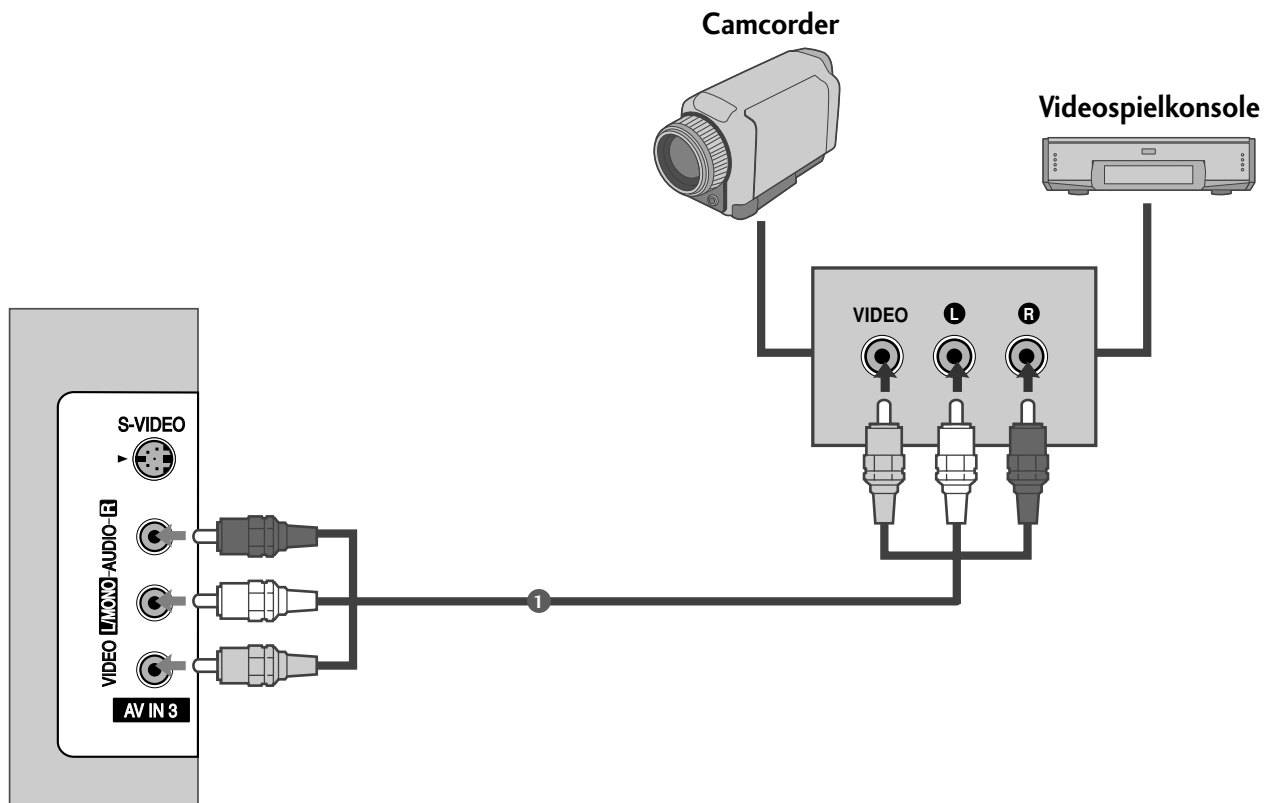 Camcorder
Videospielkonsole
VIDEO L R
S-VIDEO
VIDEO L/MONO-AUDIO-R
AV IN 3
1